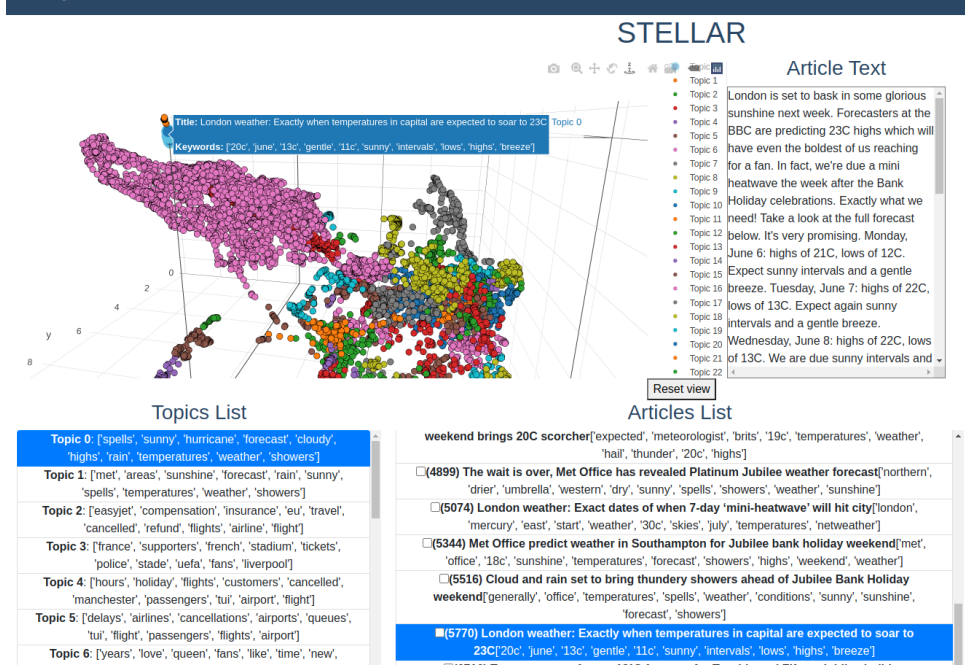 STELLAR
Topic 0
Topic 1
Topic 2
Topic 3
Topic 4
Topic 5
Topic 6
Topic 7
Topic 8
Topic 9
Topic 10
Topic 11
Topic 12
Topic 13
Topic 14
Topic 15
Topic 16
Topic 17
Topic 18
Topic 19
Topic 20
Topic 21
Topic 22
Title: London weather: Exactly when temperatures in capital are expected to soar to 23C
Topic 0
Keywords: ['20c', 'june', '13c', 'gentle', '11c', 'sunny', 'intervals', 'lows', 'highs', 'breeze']
0
2
4
y
6
8
Article Text
London is set to bask in some glorious
sunshine next week. Forecasters at the
BBC are predicting 23C highs which will
have even the boldest of us reaching
for a fan. In fact, we're due a mini
heatwave the week after the Bank
Holiday celebrations. Exactly what we
need! Take a look at the full forecast
below. It's very promising. Monday,
June 6: highs of 21C, lows of 12C.
Expect sunny intervals and a gentle
breeze. Tuesday, June 7: highs of 22C,
lows of 13C. Expect again sunny
intervals and a gentle breeze.
Wednesday, June 8: highs of 22C, lows
of 13C. We are due sunny intervals and
Reset view
Topics List
Topic 0: ['spells', 'sunny', 'hurricane', 'forecast', 'cloudy',
'highs', 'rain', 'temperatures', 'weather', 'showers']
Topic 1: ['met', 'areas', 'sunshine', 'forecast', 'rain', 'sunny',
'spells', 'temperatures', 'weather', 'showers']
Topic 2: ['easyjet', 'compensation', 'insurance', 'eu', 'travel',
'cancelled', 'refund', 'flights', 'airline', 'flight']
Topic 3: ['france', 'supporters', 'french', 'stadium', 'tickets',
'police', 'stade', 'uefa', 'fans', 'liverpool']
Topic 4: ['hours', 'holiday', 'flights', 'customers', 'cancelled',
'manchester', 'passengers', 'tui', 'airport', 'flight']
Topic 5: ['delays', 'airlines', 'cancellations', 'airports', 'queues',
'tui', 'flight', 'passengers', 'flights', 'airport']
Topic 6: ['years', 'love', 'queen', 'fans', 'like', 'time', 'new',
Articles List
weekend brings 20C scorcher['expected', 'meteorologist', 'brits', '19c', 'temperatures', 'weather',
'hail', 'thunder', '20c', 'highs']
(4899) The wait is over, Met Office has revealed Platinum Jubilee weather forecast['northern',
'drier', 'umbrella', 'western', 'dry', 'sunny', 'spells', 'showers', 'weather', 'sunshine']
(5074) London weather: Exact dates of when 7-day ‘mini-heatwave’ will hit city['london',
'mercury', 'east', 'start', 'weather', '30c', 'skies', 'july', 'temperatures', 'netweather']
(5344) Met Office predict weather in Southampton for Jubilee bank holiday weekend['met',
'office', '18c', 'sunshine', 'temperatures', 'forecast', 'showers', 'highs', 'weekend', 'weather']
(5516) Cloud and rain set to bring thundery showers ahead of Jubilee Bank Holiday
weekend['generally', 'office', 'temperatures', 'spells', 'weather', 'conditions', 'sunny', 'sunshine',
'forecast', 'showers']
(5770) London weather: Exactly when temperatures in capital are expected to soar to
23C['20c', 'june', '13c', 'gentle', '11c', 'sunny', 'intervals', 'lows', 'highs', 'breeze']